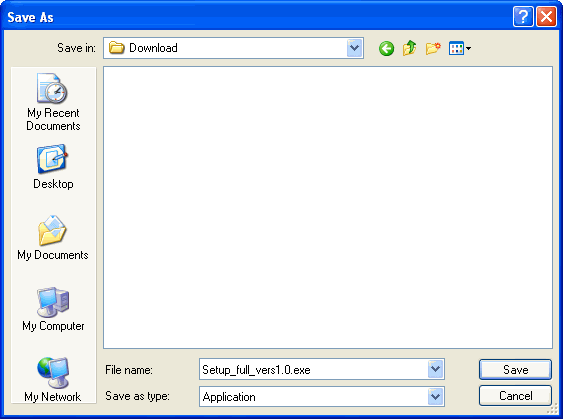 Save As
Save in:
Download
My Recent
Documents
Desktop
My Documents
My Computer
My Network
File name:
Setup_full_vers1.0.exe
Save
Save as type:
Application
Cancel